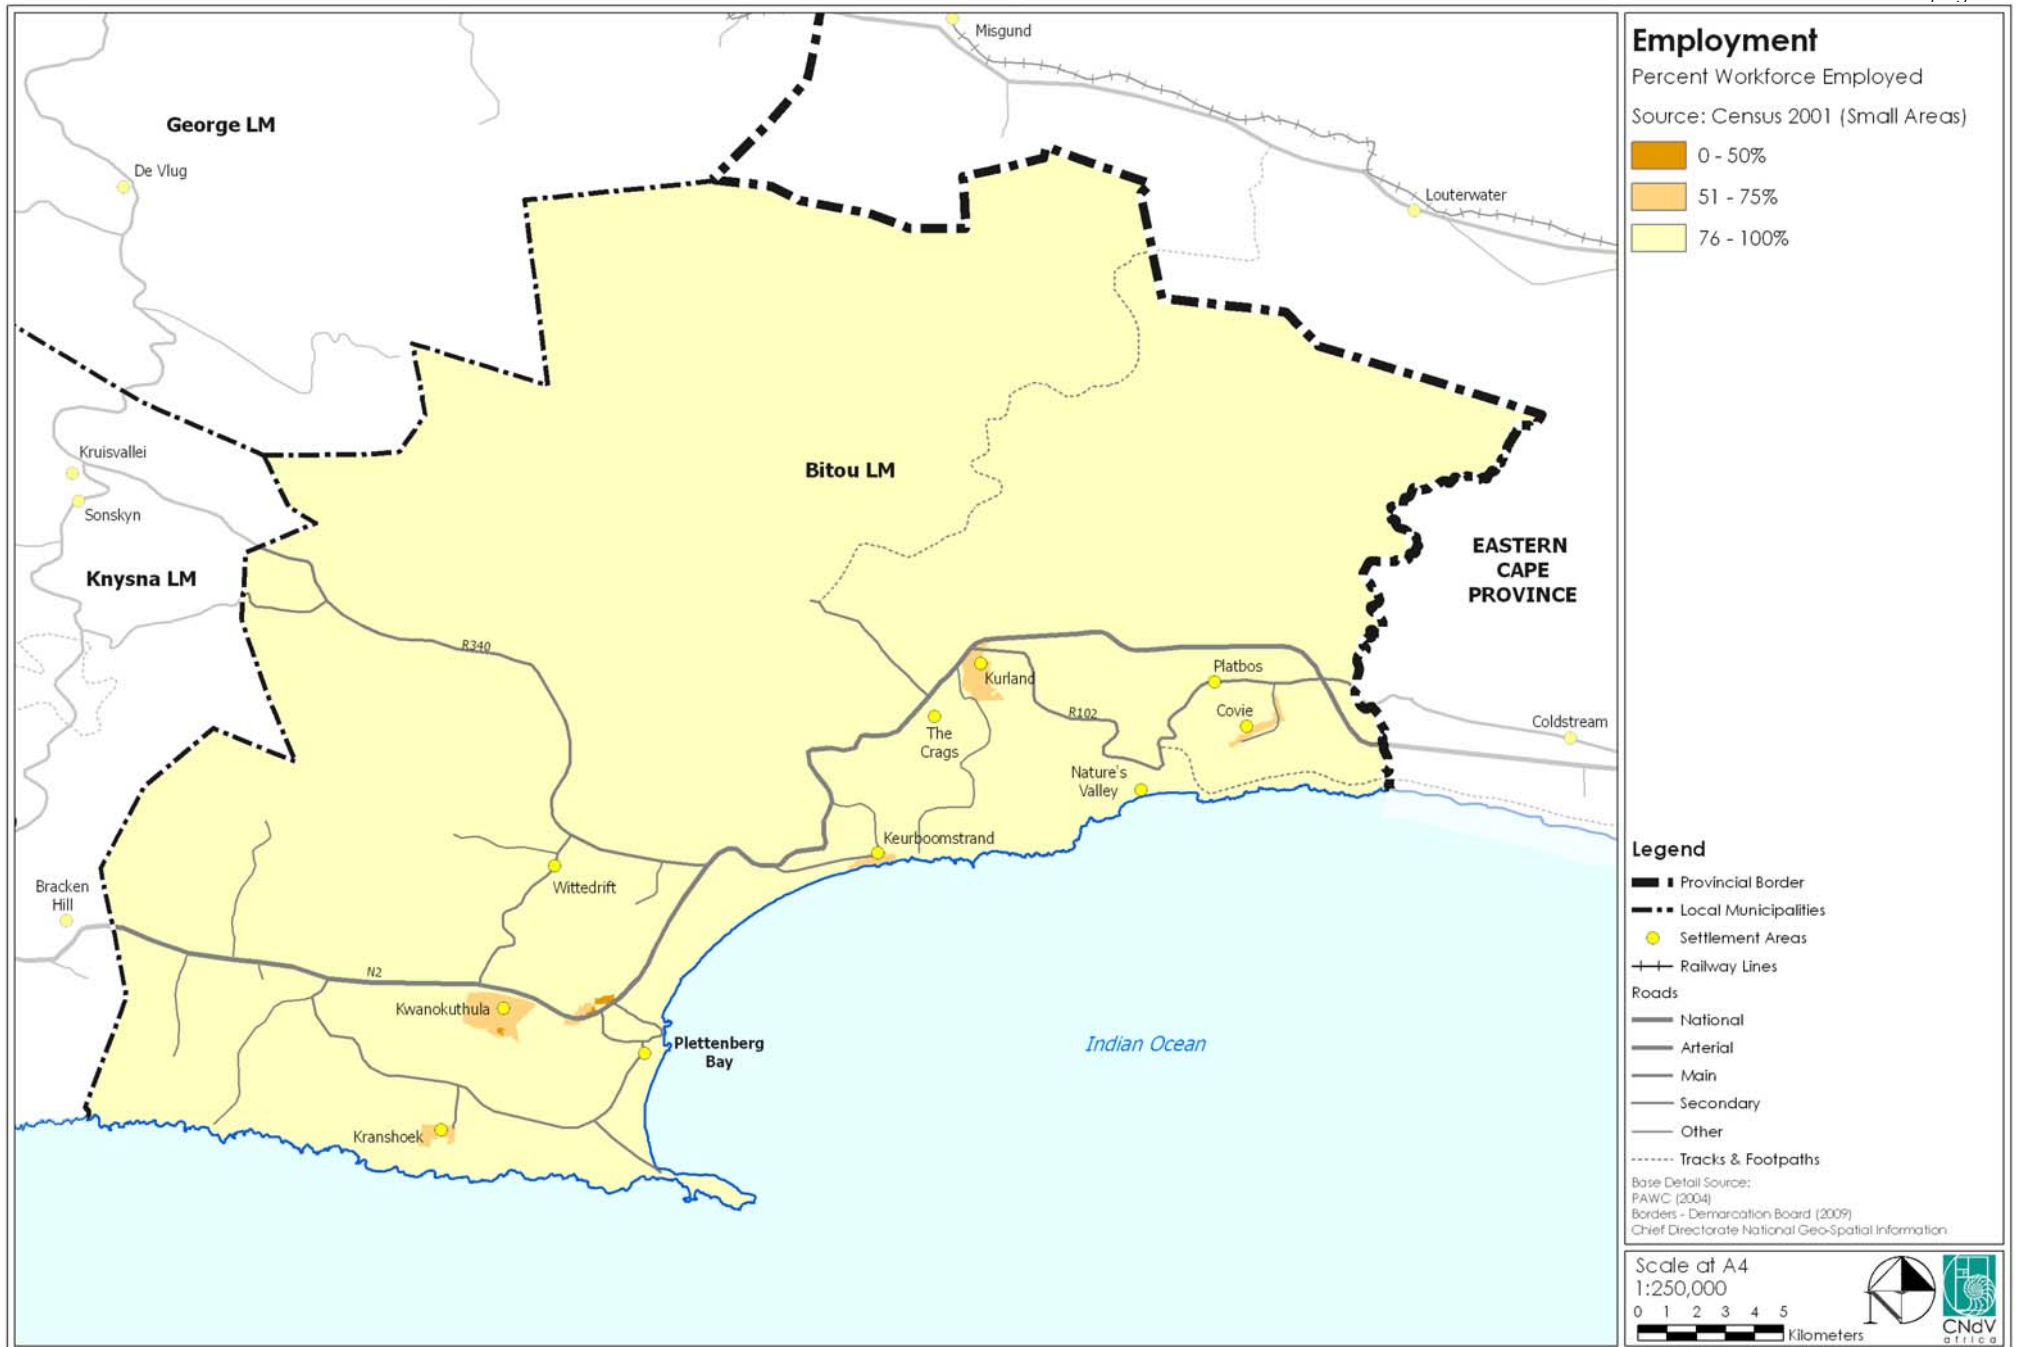 Misgund
George LM
De Vlug
Louterwater
Kruisvallei
Sonskyn
Bitou LM
Knysna LM
EASTERN
CAPE
PROVINCE
R340
Kurland
Platbos
R102
Covie
The
Crags
Coldstream
Nature's
Valley
Keurboomstrand
Bracken
Hill
Wittedrift
N2
Kwanokuthula
Plettenberg
Bay
Indian Ocean
Kranshoek
Employment
Percent Workforce Employed
Source: Census 2001 (Small Areas)
0 - 50%
51 - 75%
76 - 100%
Legend
Provincial Border
Local Municipalities
Settlement Areas
Railway Lines
Roads
National
Arterial
Main
Secondary
Other
Tracks & Footpaths
Base Detail Source:
PAWC (2004)
Borders - Demarcation Board (2009)
Chief Directorate National Geo-Spatial Information
Scale at A4
1:250,000
0 1 2 3 4 5
Kilometers
CNdV
africa